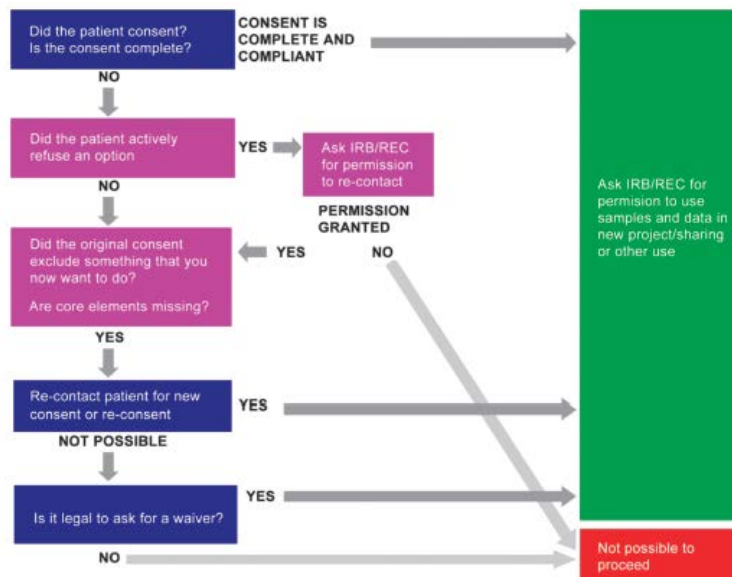 Did the patient consent?
Is the consent complete?
CONSENT IS
COMPLETE AND
COMPLIANT
NO
Did the patient actively
refuse an option
YES
Ask IRB/REC
for permission
to re-contact
Ask IRB/REC for
permision to use
samples and data in
new project/sharing
or other use
NO
PERMISSION
GRANTED
Did the original consent
exclude something that you
now want to do?
Are core elements missing?
YES
NO
YES
Re-contact patient for new
consent or re-consent
YES
NOT POSSIBLE
Is it legal to ask for a waiver?
YES
NO
Not possible to
proceed